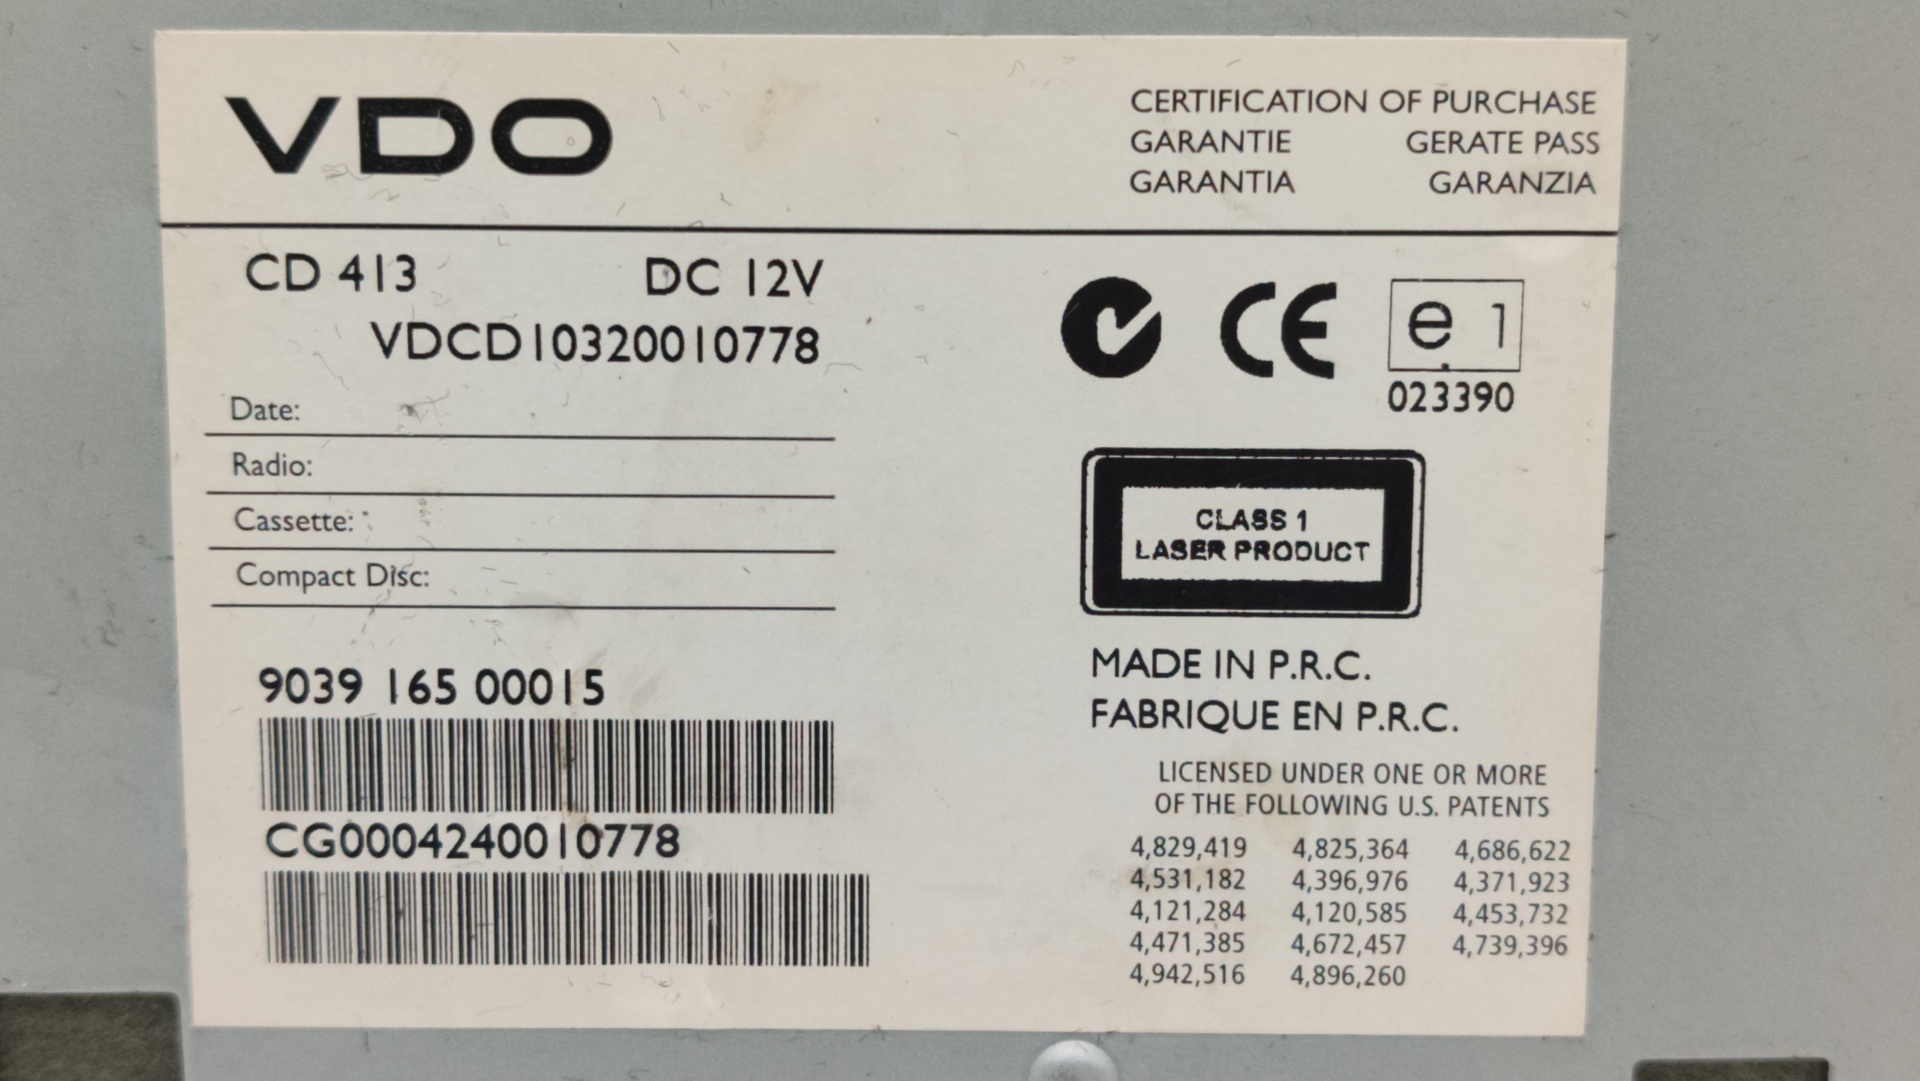 VDO
CERTIFICATION OF PURCHASE
GARANTIE GERATE PASS
GARANTIA GARANZIA
CD 413 DC 12V
VDCD10320010778
Date:
Radio:
Cassette:
Compact Disc:
9039 165 00015
CG0004240010778
CE e 1
023390
CLASS 1
LASER PRODUCT
MADE IN P.R.C.
FABRIQUE EN P.R.C.
LICENSED UNDER ONE OR MORE
OF THE FOLLOWING U.S. PATENTS
4,829,419 4,825,364 4,686,622
4,531,182 4,396,976 4,371,923
4,121,284 4,120,585 4,453,732
4,471,385 4,672,457 4,739,396
4,942,516 4,896,260